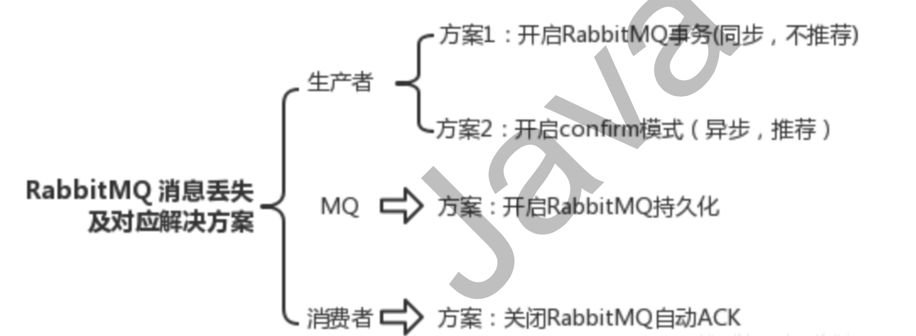 方案1：开启RabbitMQ事务(同步，不推荐)
生产者
方案2：开启confirm模式（异步，推荐）
RabbitMQ 消息丢失
及对应解决方案
MQ
方案：开启RabbitMQ持久化
消费者
方案：关闭RabbitMQ自动ACK
Java